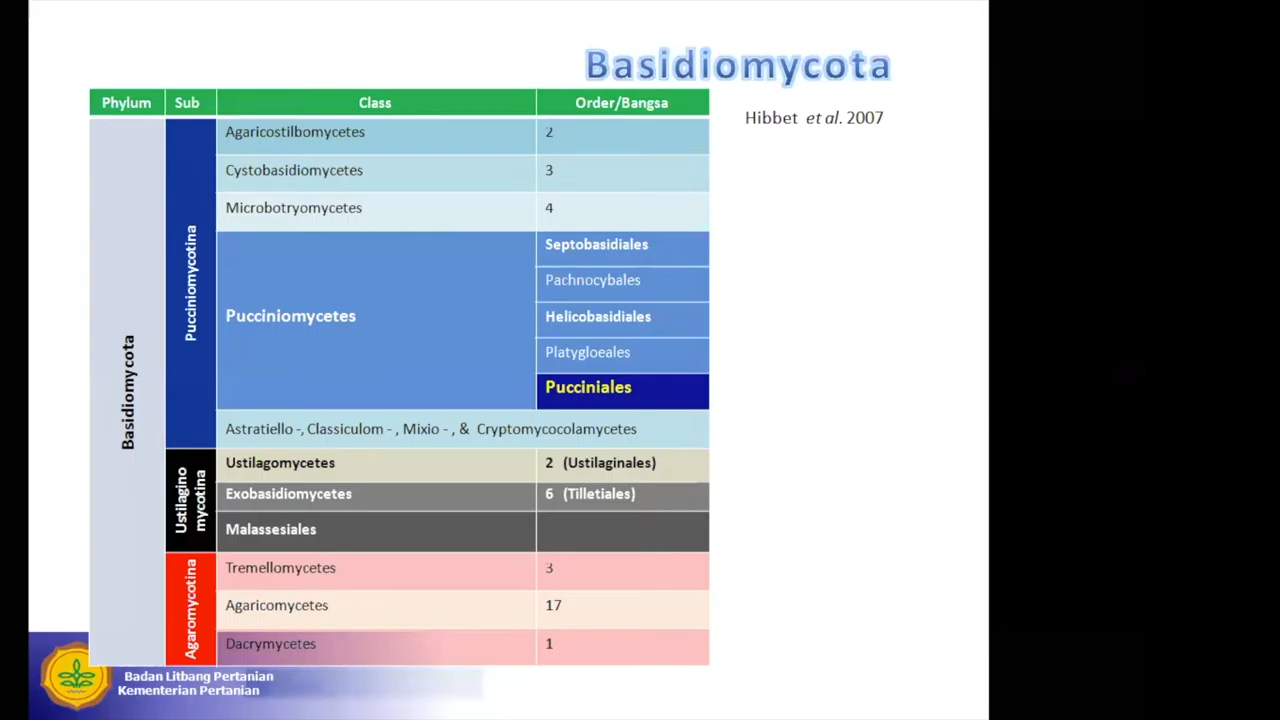 Basidiomycota
Hibbet et al. 2007
Phylum Sub Class Order/Bangsa
Basidiomycota
Pucciniomycotina
Agaricostilbomycetes 2
Cystobasidiomycetes 3
Microbotryomycetes 4
Pucciniomycetes
Septobasidiales
Pachnocybales
Helicobasidiales
Platygloeales
Pucciniales
Astratiello -, Classiculom - , Mixio - , & Cryptomycocolamycetes
Ustilagino
mycotina
Ustilagomycetes 2 (Ustilaginales)
Exobasidiomycetes 6 (Tilletiales)
Malassesiales
Agaromycotina
Tremellomycetes 3
Agaricomycetes 17
Dacrymycetes 1
Badan Litbang Pertanian
Kementerian Pertanian